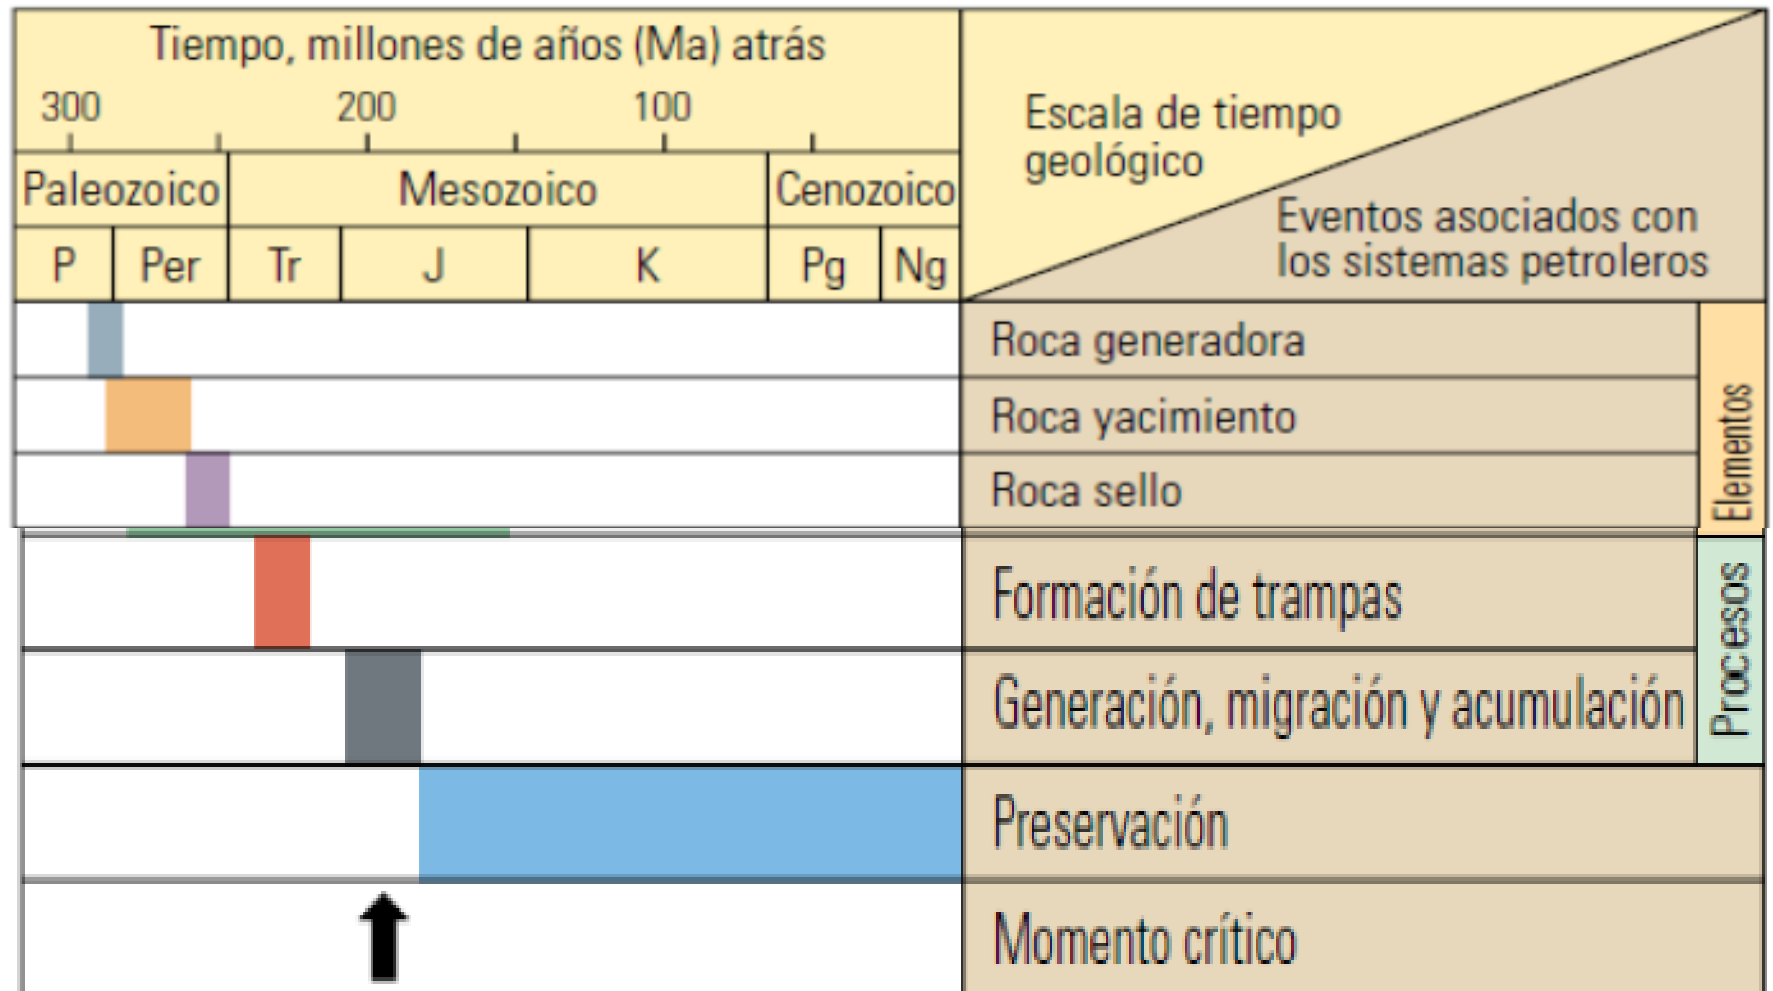 Tiempo, millones de años (Ma) atrás
300 200 100
Escala de tiempo
geológico
Paleozoico Mesozoico Cenozoico
Eventos asociados con
los sistemas petroleros
P Per Tr J K Pg Ng
Roca generadora
Roca yacimiento
Roca sello
Elementos
Formación de trampas
Generación, migración y acumulación
Procesos
Preservación
Momento crítico